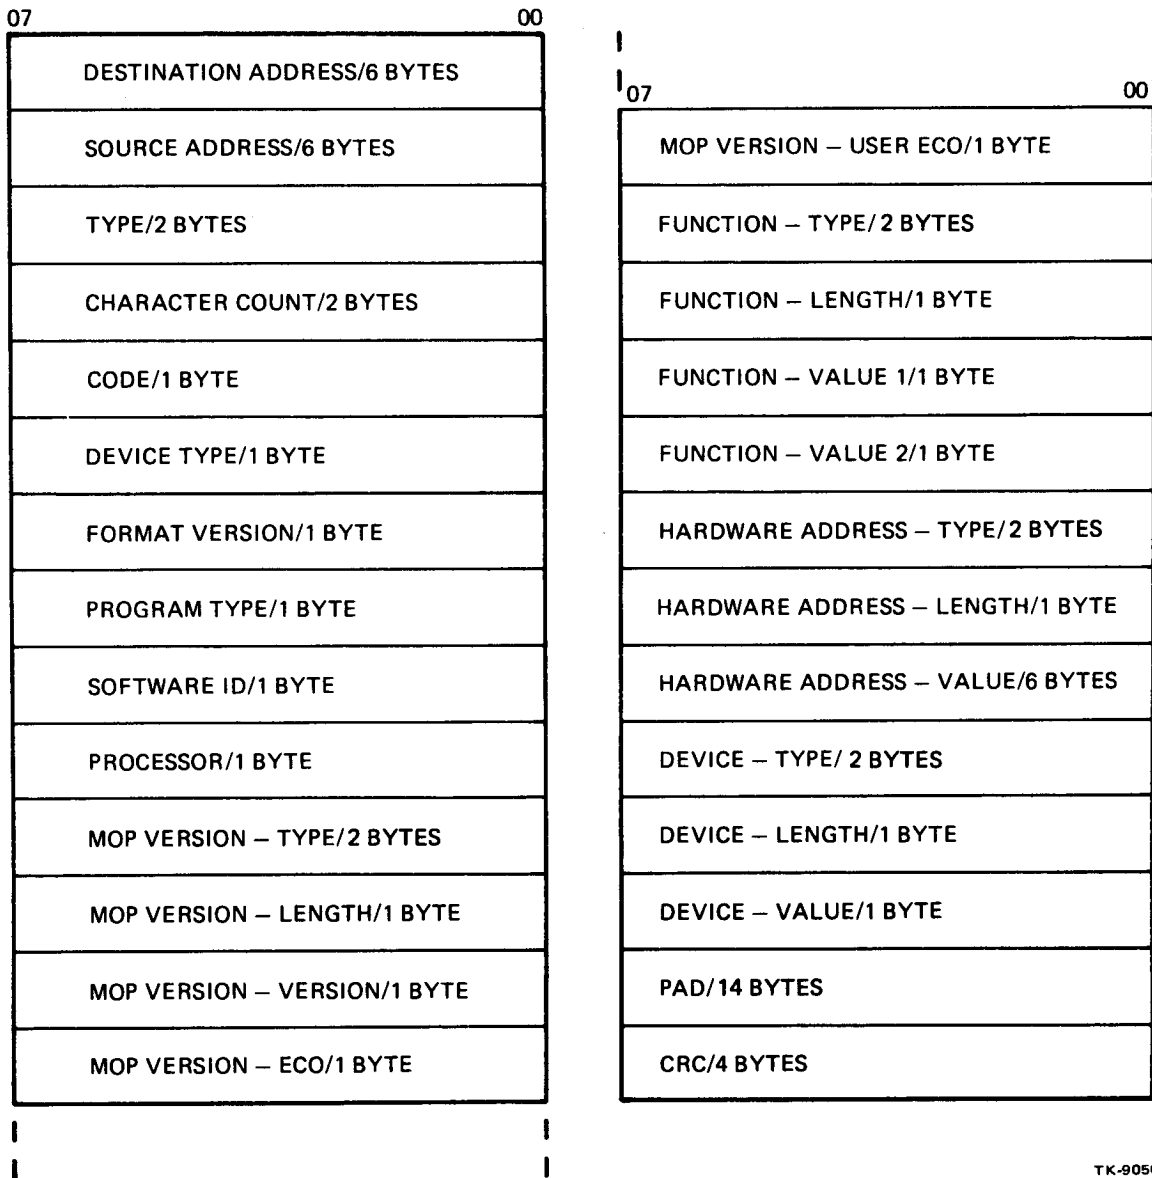 07 00
DESTINATION ADDRESS/6 BYTES
SOURCE ADDRESS/6 BYTES
TYPE/2 BYTES
CHARACTER COUNT/2 BYTES
CODE/1 BYTE
DEVICE TYPE/1 BYTE
FORMAT VERSION/1 BYTE
PROGRAM TYPE/1 BYTE
SOFTWARE ID/1 BYTE
PROCESSOR/1 BYTE
MOP VERSION – TYPE/2 BYTES
MOP VERSION – LENGTH/1 BYTE
MOP VERSION – VERSION/1 BYTE
MOP VERSION – ECO/1 BYTE
07 00
MOP VERSION – USER ECO/1 BYTE
FUNCTION – TYPE/2 BYTES
FUNCTION – LENGTH/1 BYTE
FUNCTION – VALUE 1/1 BYTE
FUNCTION – VALUE 2/1 BYTE
HARDWARE ADDRESS – TYPE/2 BYTES
HARDWARE ADDRESS – LENGTH/1 BYTE
HARDWARE ADDRESS – VALUE/6 BYTES
DEVICE – TYPE/ 2 BYTES
DEVICE – LENGTH/1 BYTE
DEVICE – VALUE/1 BYTE
PAD/14 BYTES
CRC/4 BYTES